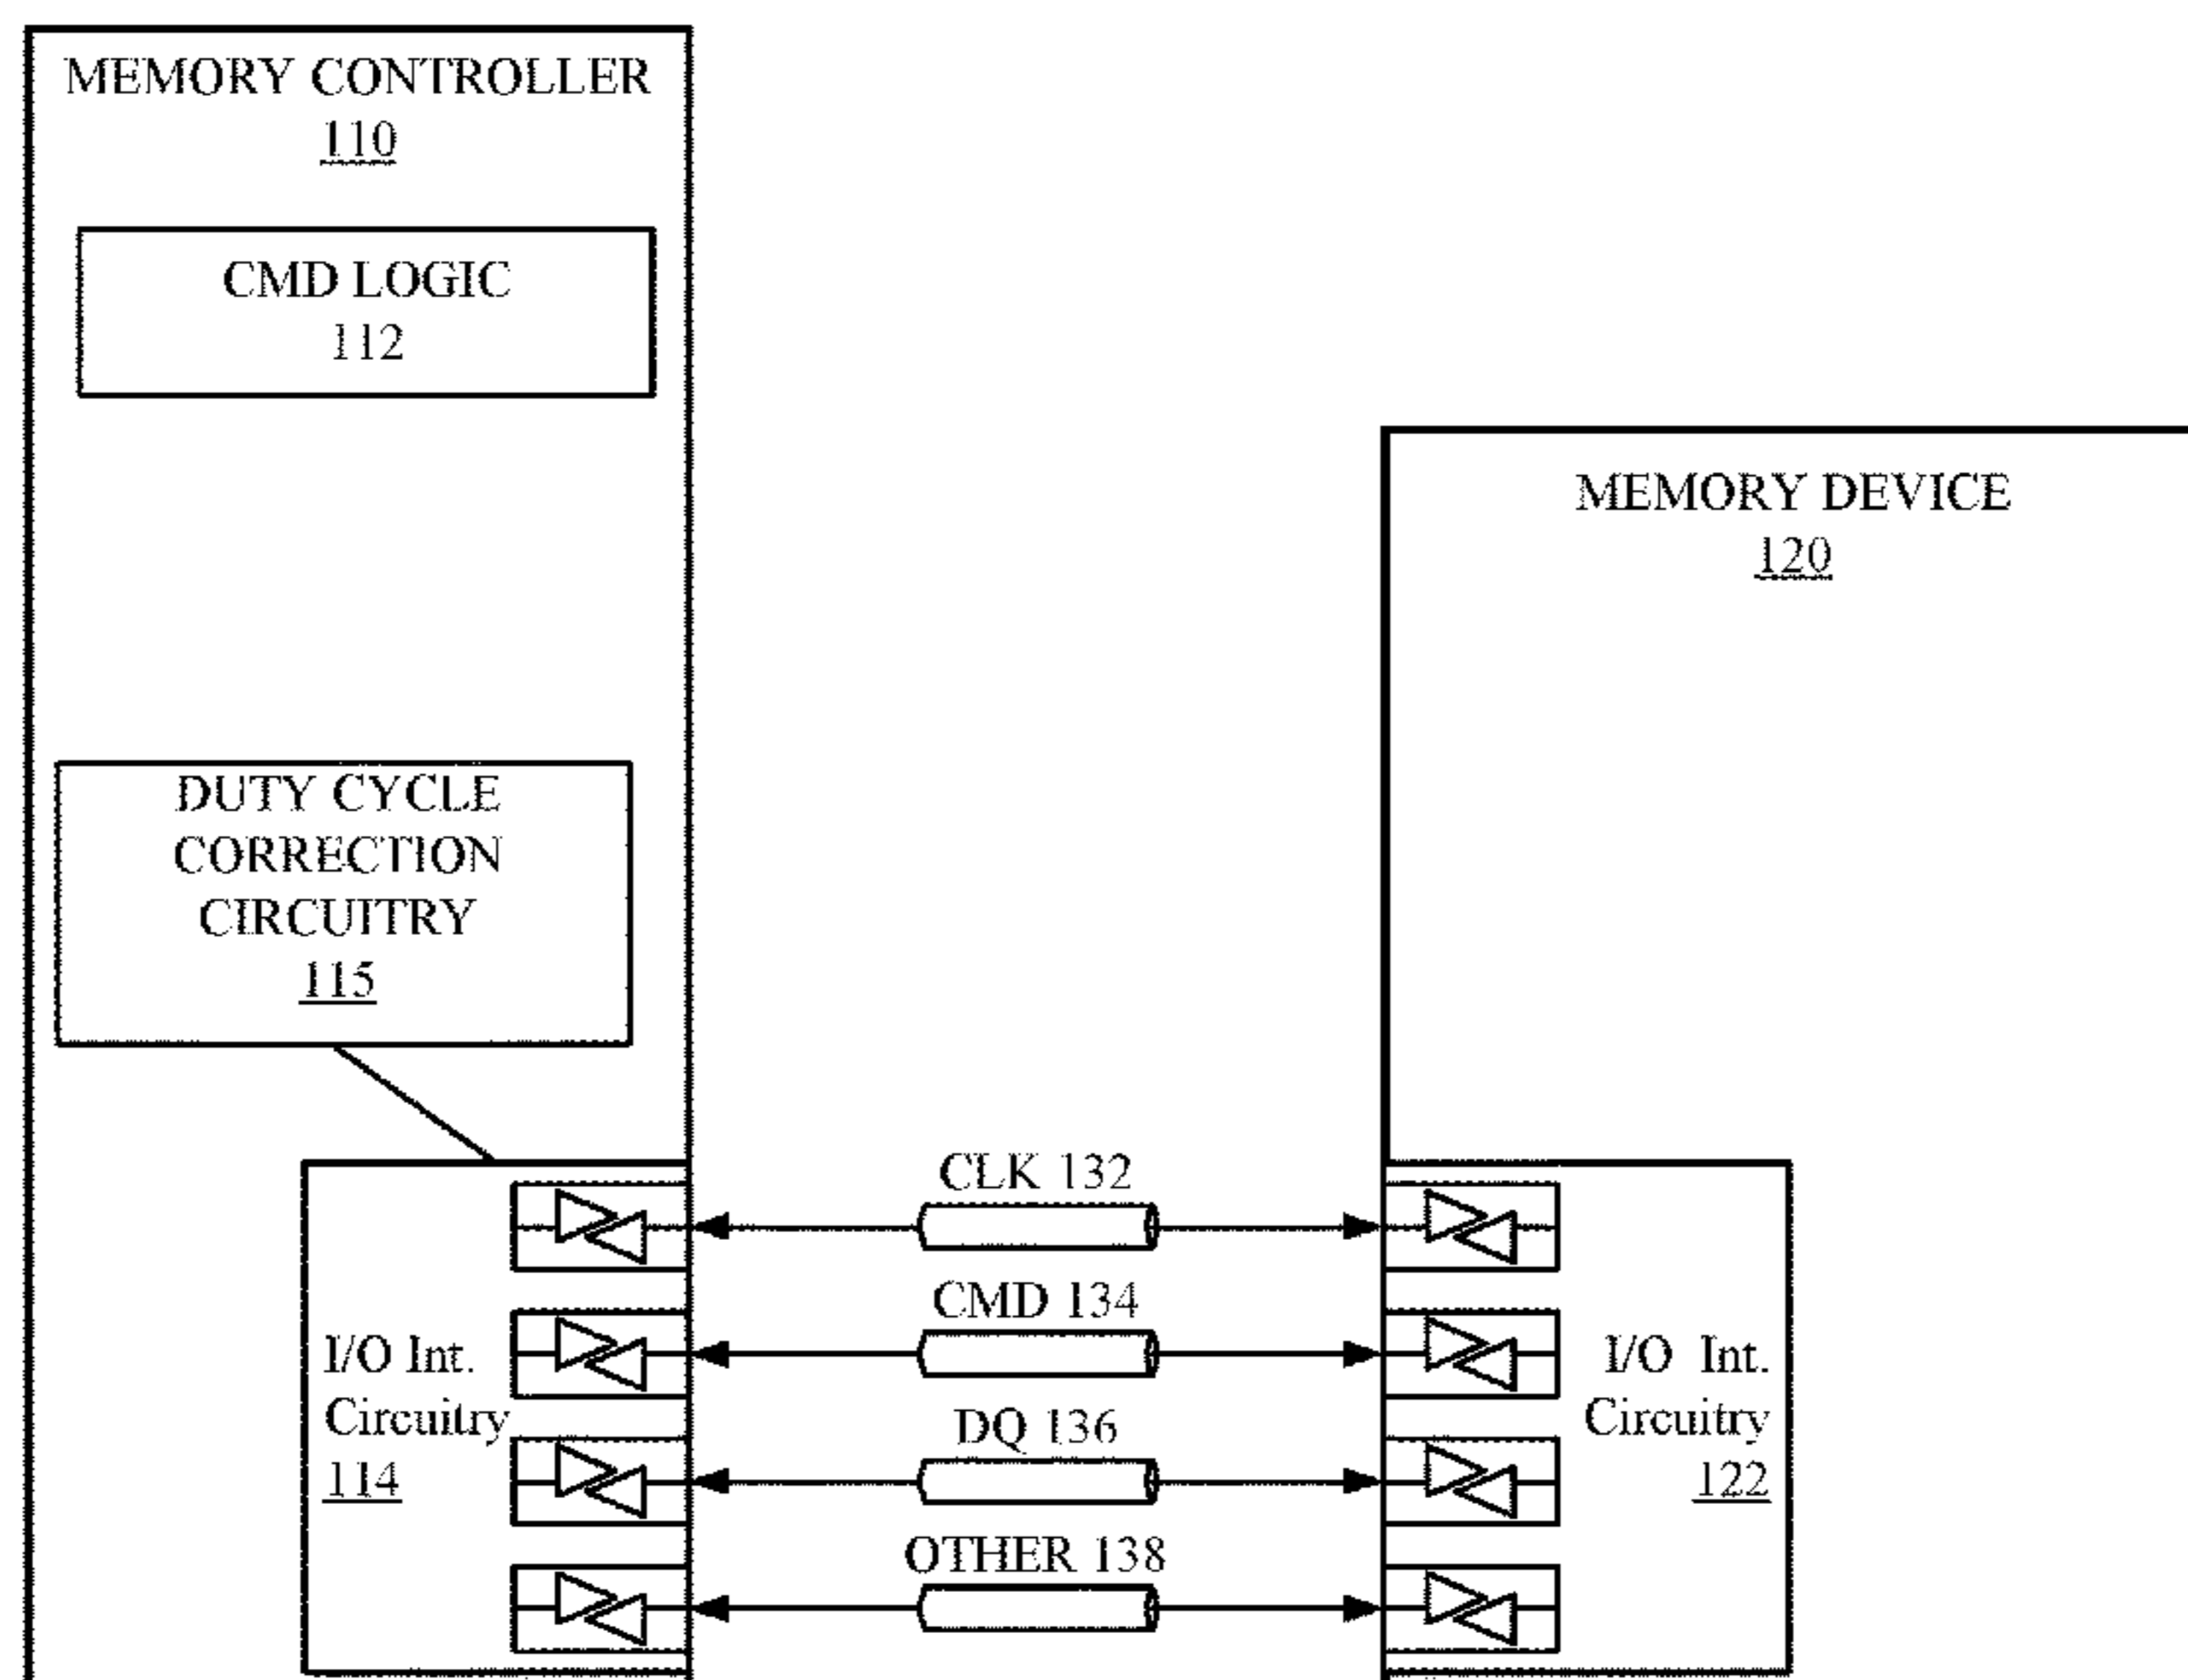 MEMORY CONTROLLER
110
CMD LOGIC
112
MEMORY DEVICE
120
DUTY CYCLE
CORRECTION
CIRCUITRY
115
CLK 132
CMD 134
DQ 136
OTHER 138
I/O Int.
Circuitry
114
I/O Int.
Circuitry
122